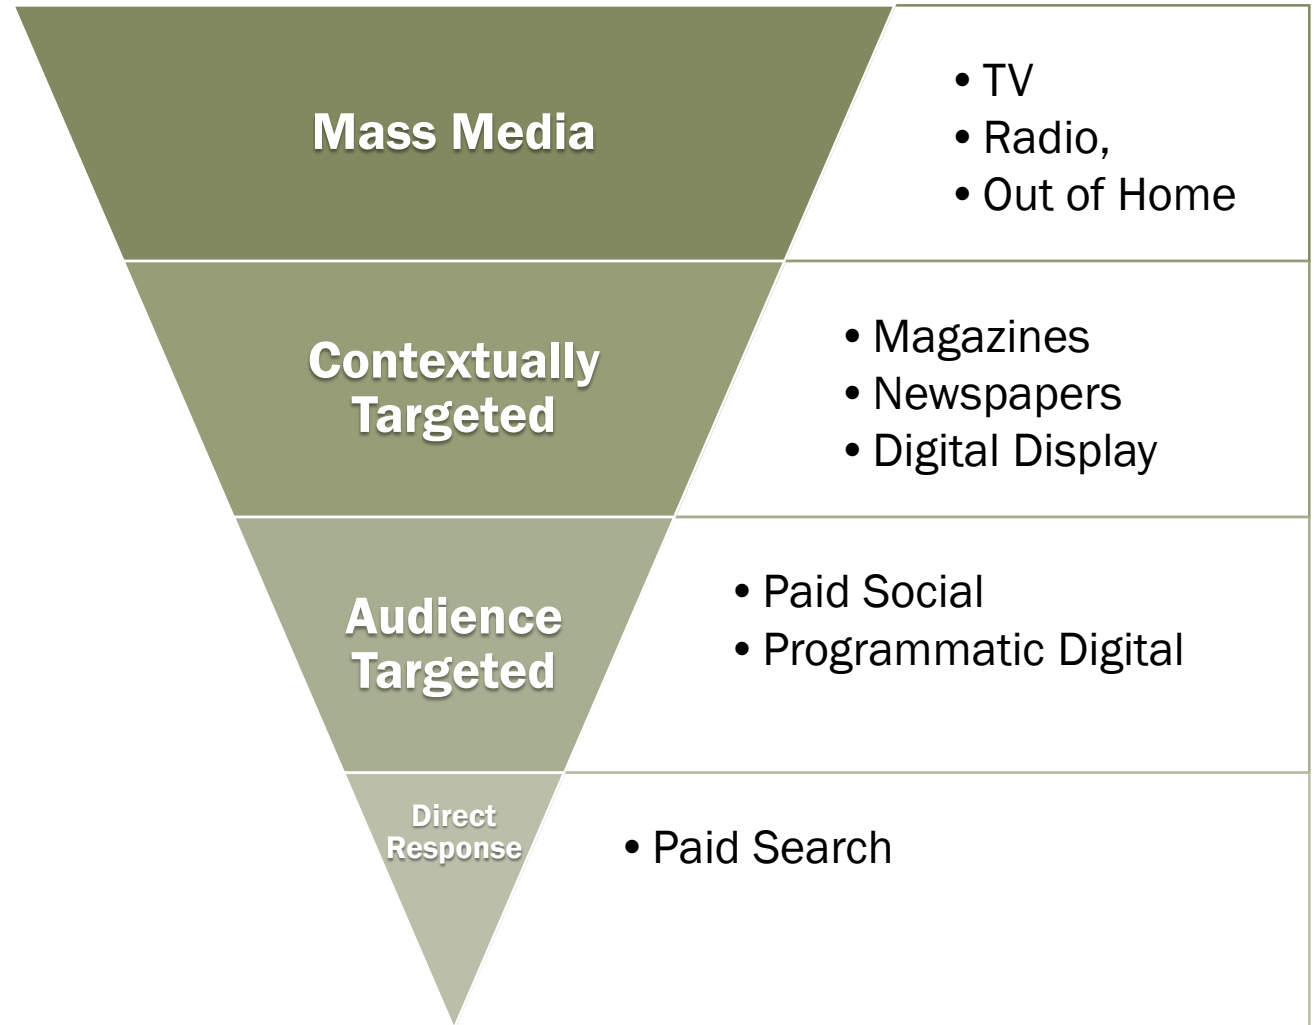 Mass Media
• TV
• Radio,
• Out of Home
Contextually
Targeted
• Magazines
• Newspapers
• Digital Display
Audience
Targeted
• Paid Social
• Programmatic Digital
Direct
Response
• Paid Search